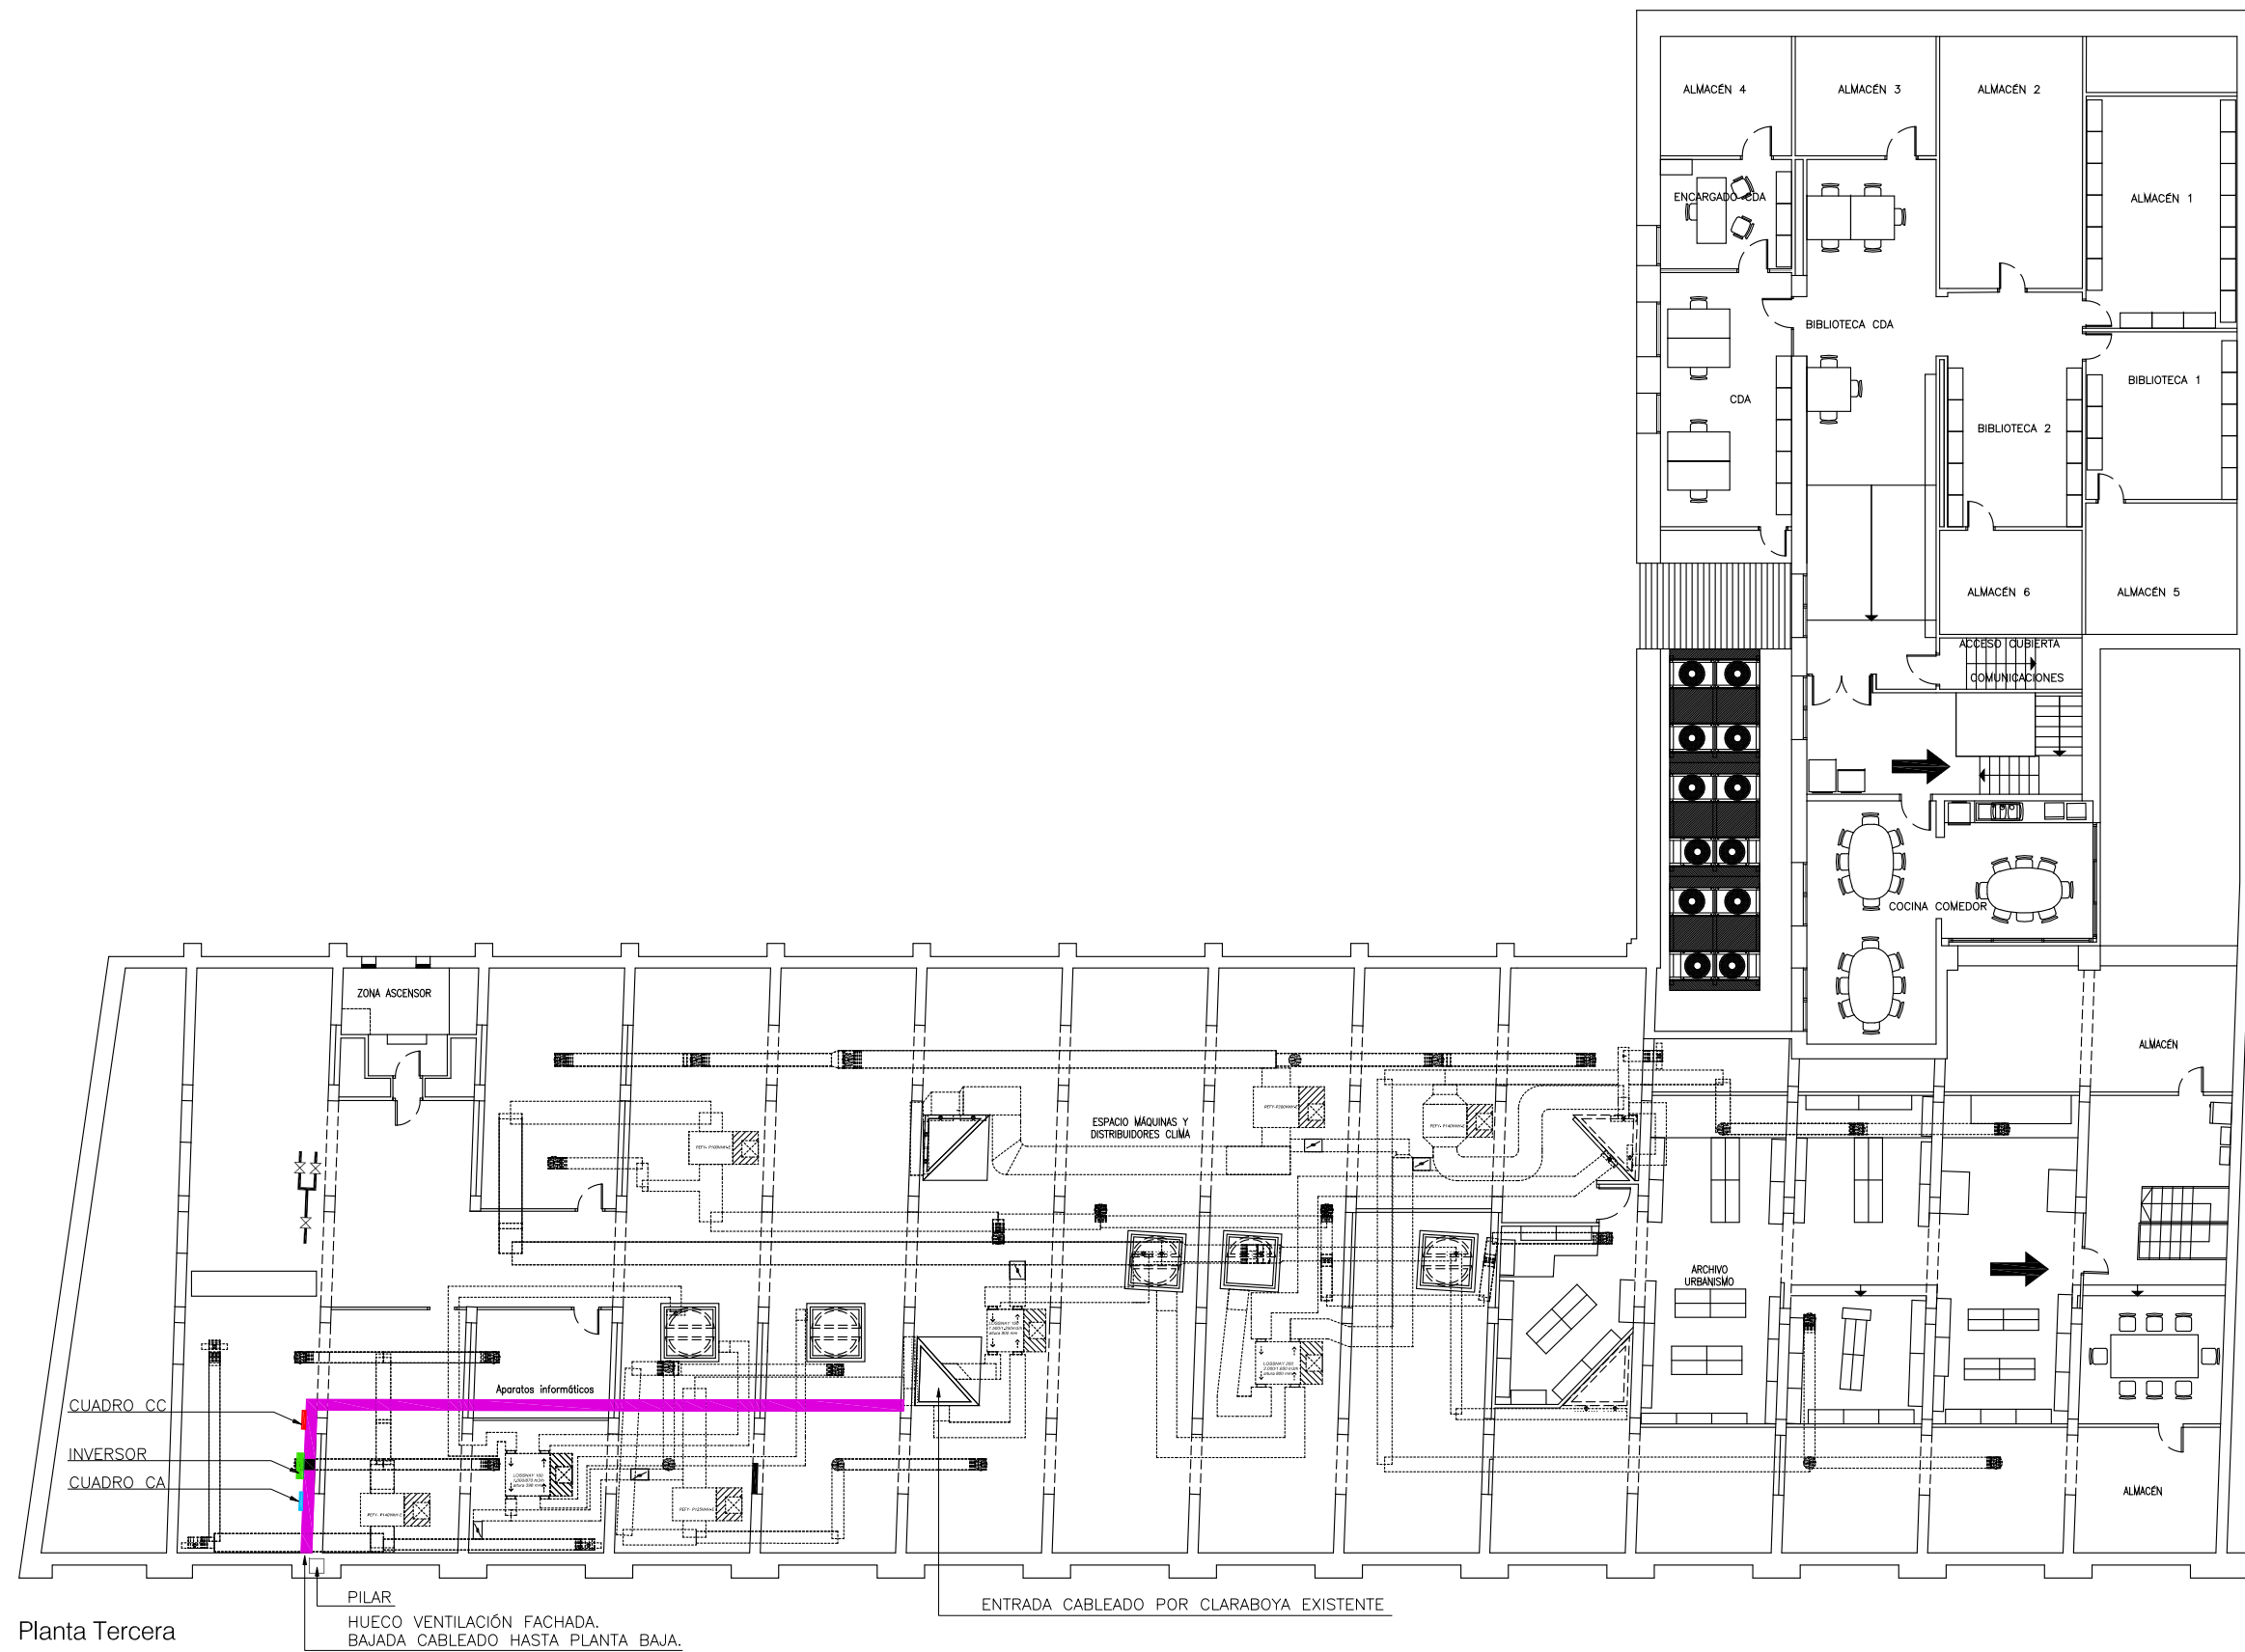 ALMACÉN 4
ALMACÉN 3
ALMACÉN 2
ALMACÉN 1
ENCARGADO CDA
BIBLIOTECA CDA
BIBLIOTECA 1
CDA
BIBLIOTECA 2
ALMACÉN 6
ALMACÉN 5
ACCESO CUBIERTA
COMUNICACIONES
COCINA COMEDOR
ZONA ASCENSOR
ALMACÉN
ESPACIO MÁQUINAS Y
DISTRIBUIDORES CLIMA
ARCHIVO
URBANISMO
Aparatos informáticos
CUADRO CC
INVERSOR
CUADRO CA
ALMACÉN
PILAR
HUECO VENTILACIÓN FACHADA.
BAJADA CABLEADO HASTA PLANTA BAJA.
ENTRADA CABLEADO POR CLARABOYA EXISTENTE
Planta Tercera